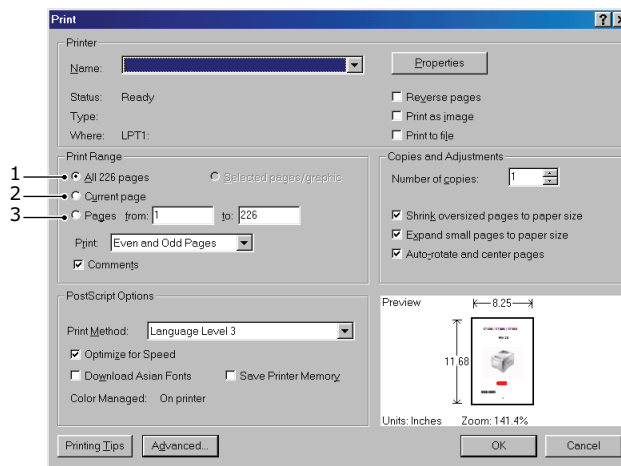 Print
Printer
Name:
Properties
Status: Ready
Reverse pages
Type:
Print as image
Where: LPT1:
Print to file
Print Range
Copies and Adjustments
1
All 226 pages
Selected pages/graphic
Number of copies: 1
2
Current page
3
Pages from: 1 to: 226
Shrink oversized pages to paper size
Print: Even and Odd Pages
Expand small pages to paper size
Comments
Auto-rotate and center pages
PostScript Options
Preview
8.25
Print Method: Language Level 3
Optimize for Speed
11.68
Download Asian Fonts
Save Printer Memory
Color Managed: On printer
Units: Inches Zoom: 141.4%
Printing Tips
Advanced...
OK
Cancel